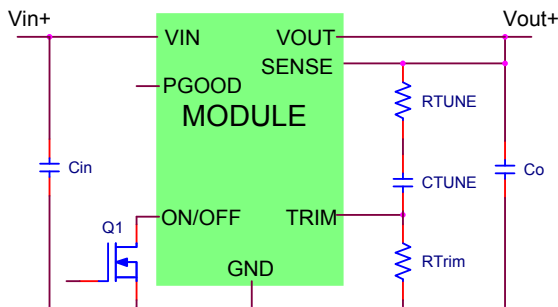 Vin+
Vout+
VIN
VOUT
SENSE
PGOOD
MODULE
RTUNE
Cin
CTUNE
Co
Q1
ON/OFF
TRIM
RTrim
GND